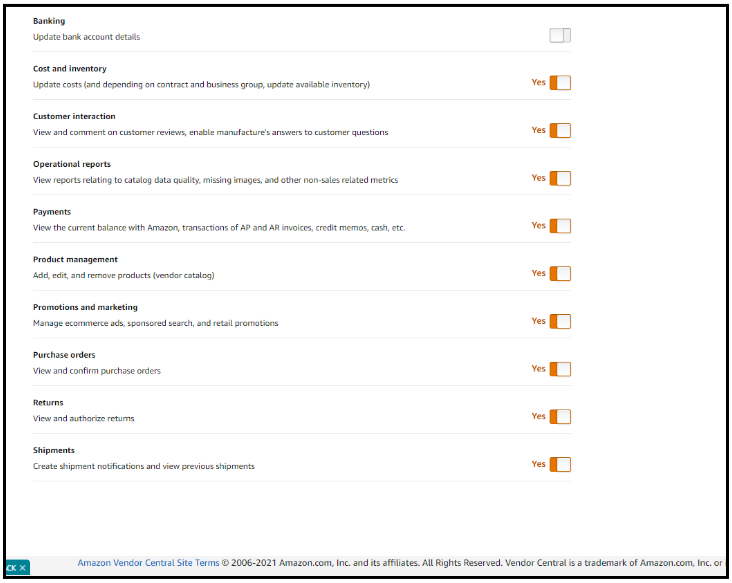 Banking
Update bank account details
Cost and inventory
Update costs (and depending on contract and business group, update available inventory)
Yes
Customer interaction
View and comment on customer reviews, enable manufacture's answers to customer questions
Yes
Operational reports
View reports relating to catalog data quality, missing images, and other non-sales related metrics
Yes
Payments
View the current balance with Amazon, transactions of AP and AR invoices, credit memos, cash, etc.
Yes
Product management
Add, edit, and remove products (vendor catalog)
Yes
Promotions and marketing
Manage ecommerce ads, sponsored search, and retail promotions
Yes
Purchase orders
View and confirm purchase orders
Yes
Returns
View and authorize returns
Yes
Shipments
Create shipment notifications and view previous shipments
Yes
CK ×
Amazon Vendor Central Site Terms © 2006-2021 Amazon.com, Inc. and its affiliates. All Rights Reserved. Vendor Central is a trademark of Amazon.com, Inc. or